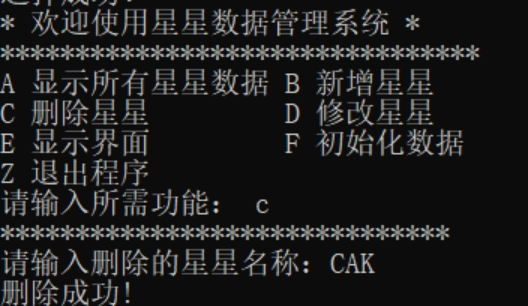 * 欢迎使用星星数据管理系统 *
********************************
A 显示所有星星数据 B 新增星星
C 删除星星 D 修改星星
E 显示界面 F 初始化数据
Z 退出程序
请输入所需功能： c
******************************
请输入删除的星星名称：CAK
删除成功!